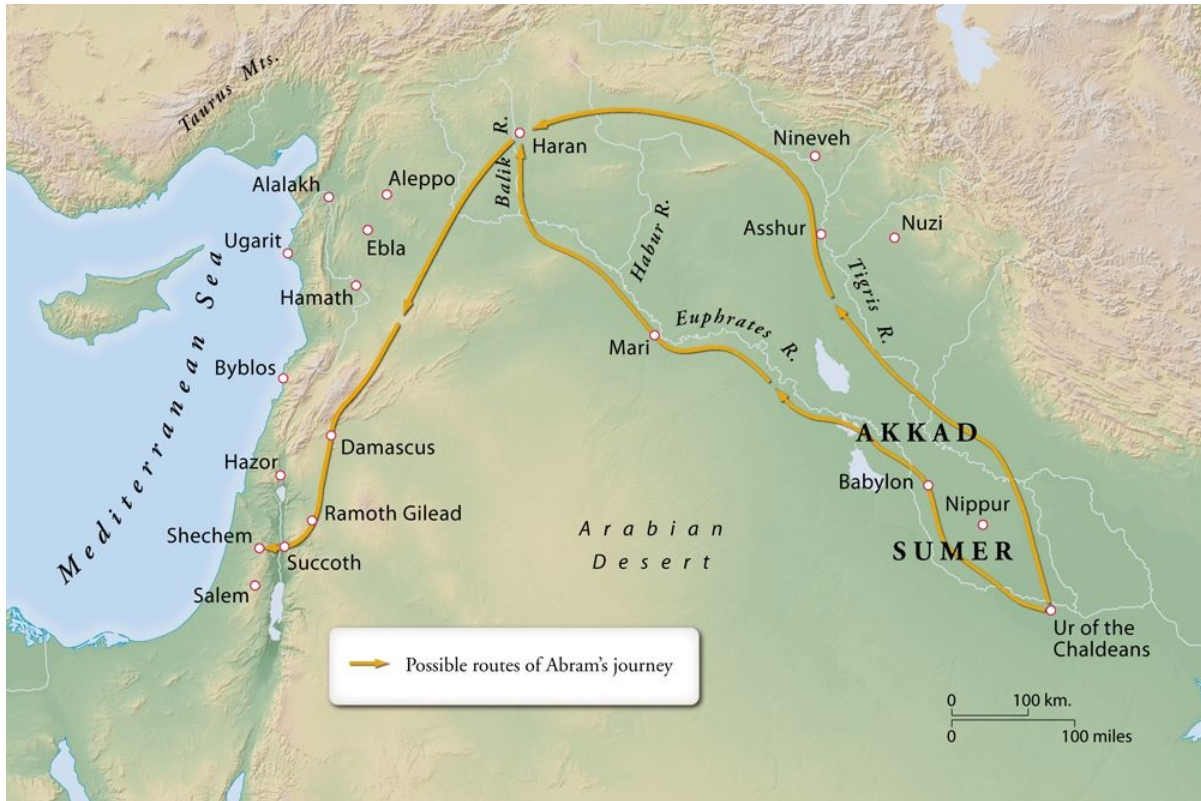 Taurus Mts.
Haran
Balik R.
Nineveh
Alalakh
Aleppo
Habur R.
Asshur
Nuzi
Ugarit
Ebla
Hamath
Tigris R.
Mediterranean Sea
Mari
Euphrates R.
Byblos
AKKAD
Damascus
Hazor
Babylon
Nippur
Ramoth Gilead
Shechem
Succoth
Arabian
Desert
SUMER
Salem
Ur of the
Chaldeans
Possible routes of Abram's journey
0 100 km.
0 100 miles